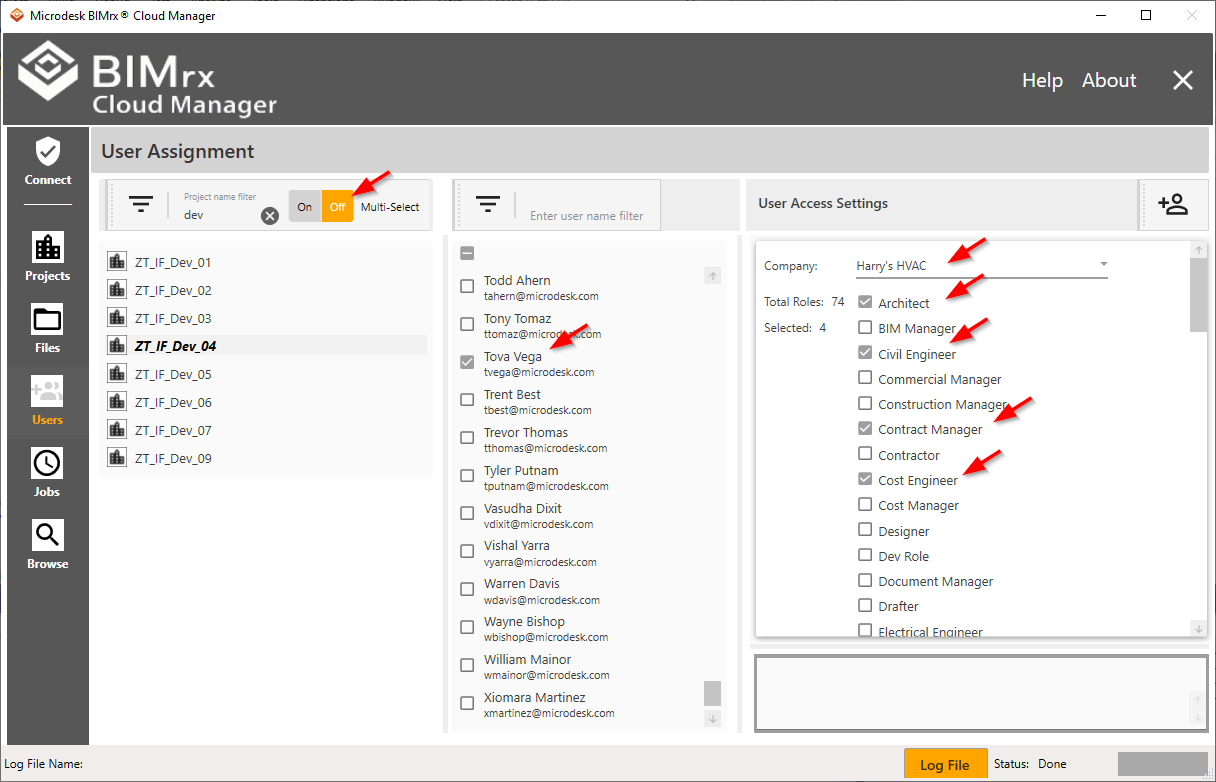 Microdesk BIMrx® Cloud Manager
BIMrx
Cloud Manager
Help
About
Connect
Projects
Files
Users
Jobs
Browse
User Assignment
Project name filter
dev
On
Off
Multi-Select
ZT_IF_Dev_01
ZT_IF_Dev_02
ZT_IF_Dev_03
ZT_IF_Dev_04
ZT_IF_Dev_05
ZT_IF_Dev_06
ZT_IF_Dev_07
ZT_IF_Dev_09
Enter user name filter
Todd Ahern
tahern@microdesk.com
Tony Tomaz
ttomaz@microdesk.com
Tova Vega
tvega@microdesk.com
Trent Best
tbest@microdesk.com
Trevor Thomas
tthomas@microdesk.com
Tyler Putnam
tputnam@microdesk.com
Vasudha Dixit
vdixit@microdesk.com
Vishal Yarra
vyarra@microdesk.com
Warren Davis
wdavis@microdesk.com
Wayne Bishop
wbishop@microdesk.com
William Mainor
wmainor@microdesk.com
Xiomara Martinez
xmartinez@microdesk.com
User Access Settings
Company: Harry's HVAC
Total Roles: 74
Selected: 4
Architect
BIM Manager
Civil Engineer
Commercial Manager
Construction Manager
Contract Manager
Contractor
Cost Engineer
Cost Manager
Designer
Dev Role
Document Manager
Drafter
Electrical Engineer
Log File Name:
Log File
Status: Done